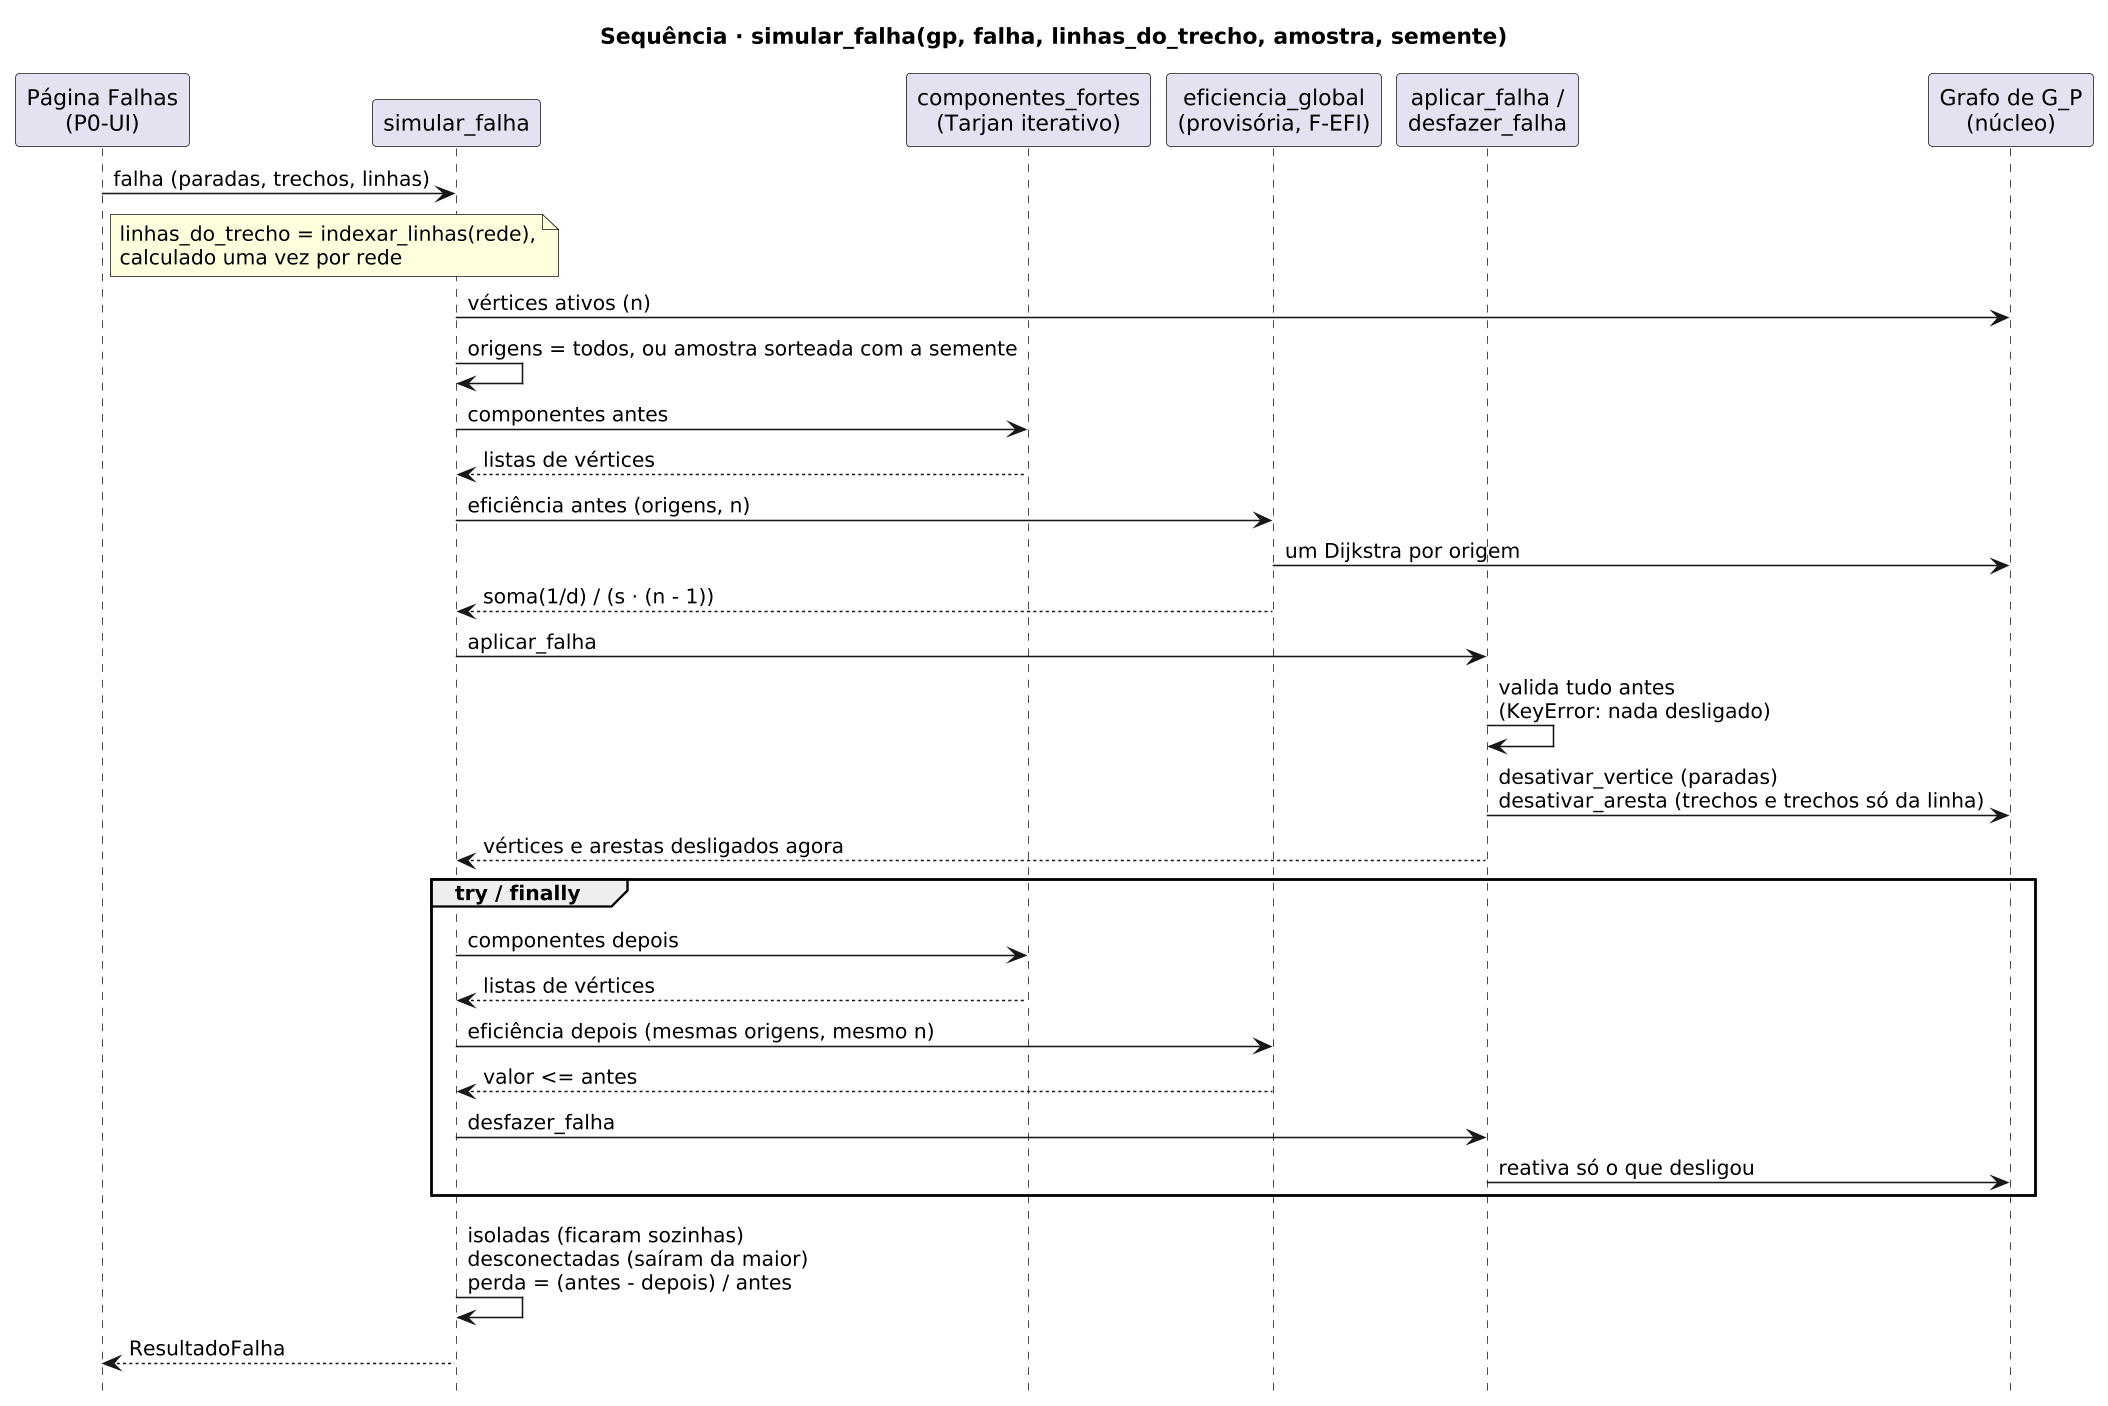 Sequência · simular_falha(gp, falha, linhas_do_trecho, amostra, semente)
Página Falhas
(P0-UI)
simular_falha
componentes_fortes
(Tarjan iterativo)
eficiencia_global
(provisória, F-EFI)
aplicar_falha /
desfazer_falha
Grafo de G_P
(núcleo)
falha (paradas, trechos, linhas)
linhas_do_trecho = indexar_linhas(rede),
calculado uma vez por rede
vértices ativos (n)
origens = todos, ou amostra sorteada com a semente
componentes antes
listas de vértices
eficiência antes (origens, n)
um Dijkstra por origem
soma(1/d) / (s · (n - 1))
aplicar_falha
valida tudo antes
(KeyError: nada desligado)
desativar_vertice (paradas)
desativar_aresta (trechos e trechos só da linha)
vértices e arestas desligados agora
try / finally
componentes depois
listas de vértices
eficiência depois (mesmas origens, mesmo n)
valor <= antes
desfazer_falha
reativa só o que desligou
isoladas (ficaram sozinhas)
desconectadas (saíram da maior)
perda = (antes - depois) / antes
ResultadoFalha